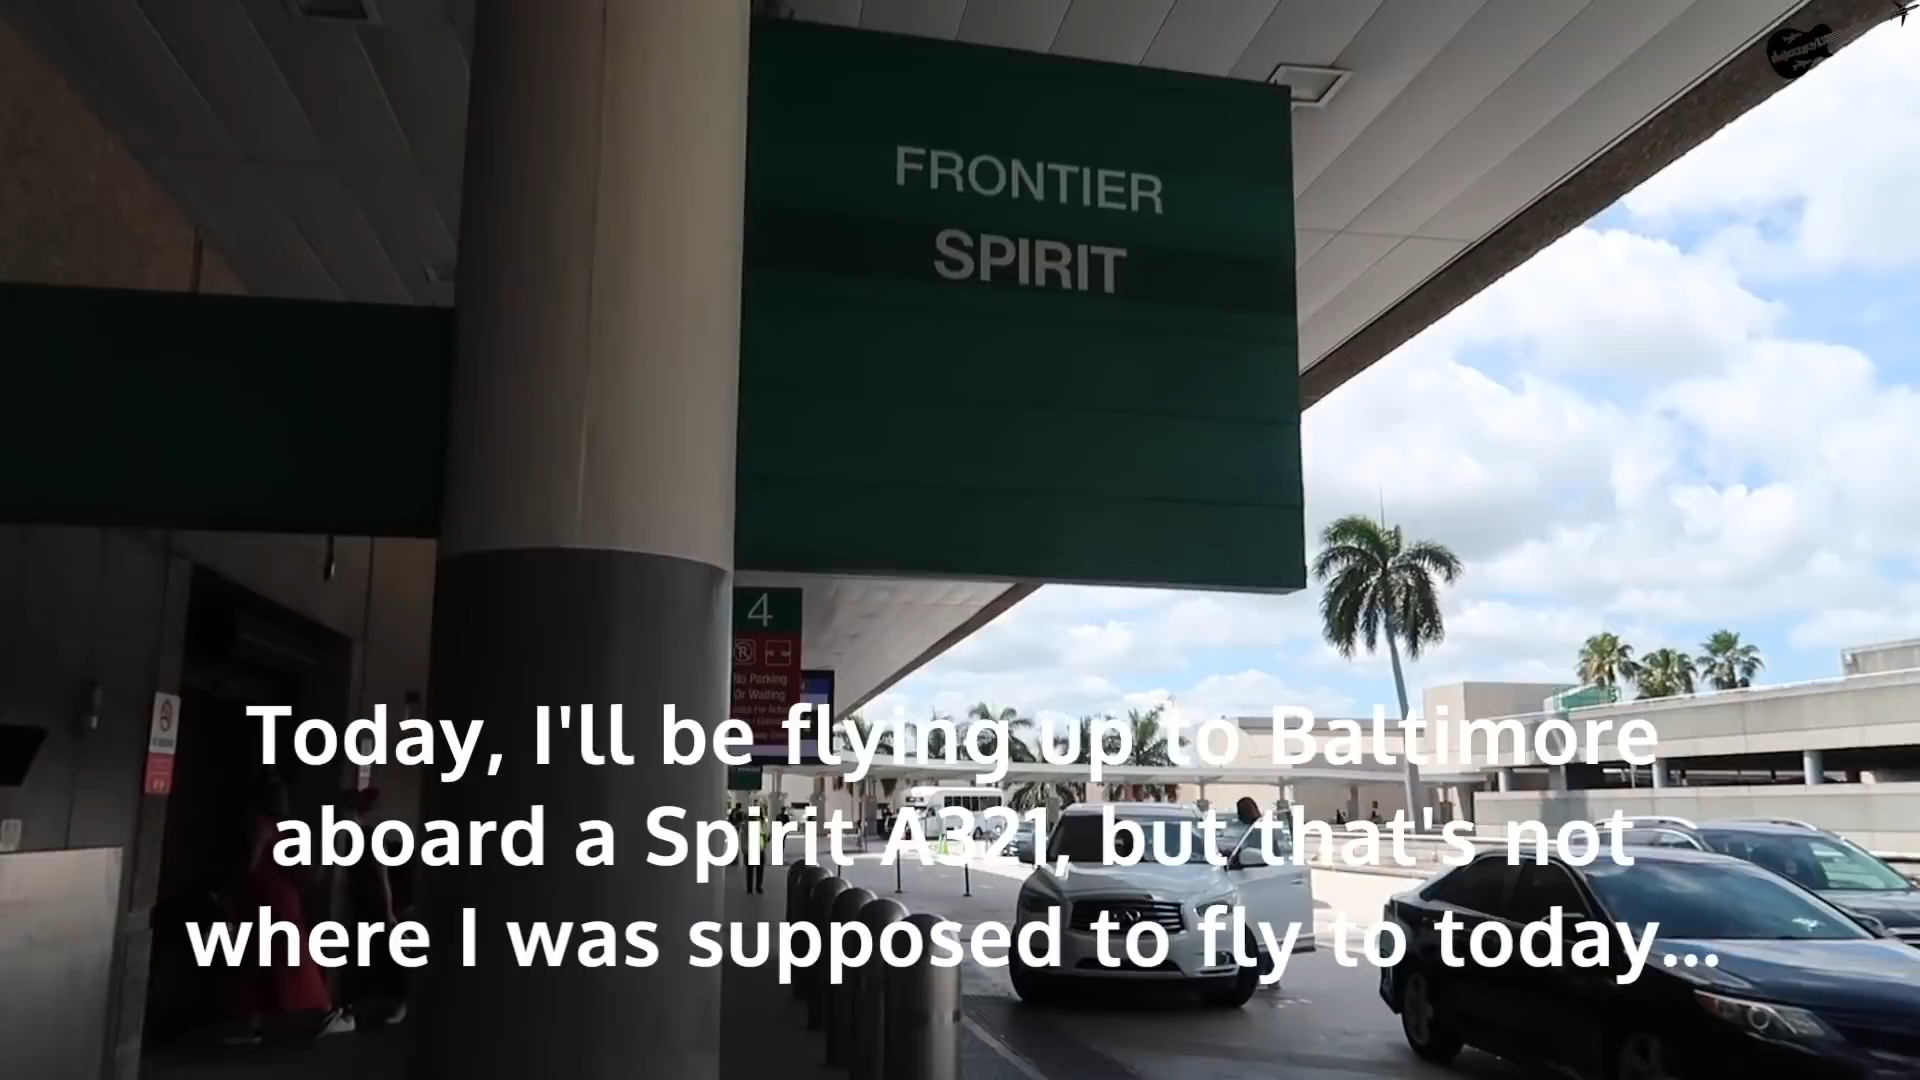 FRONTIER
SPIRIT
4
No Parking
Or Waiting
Today, I'll be flying up to Baltimore
aboard a Spirit A321, but that's not
where I was supposed to fly to today...